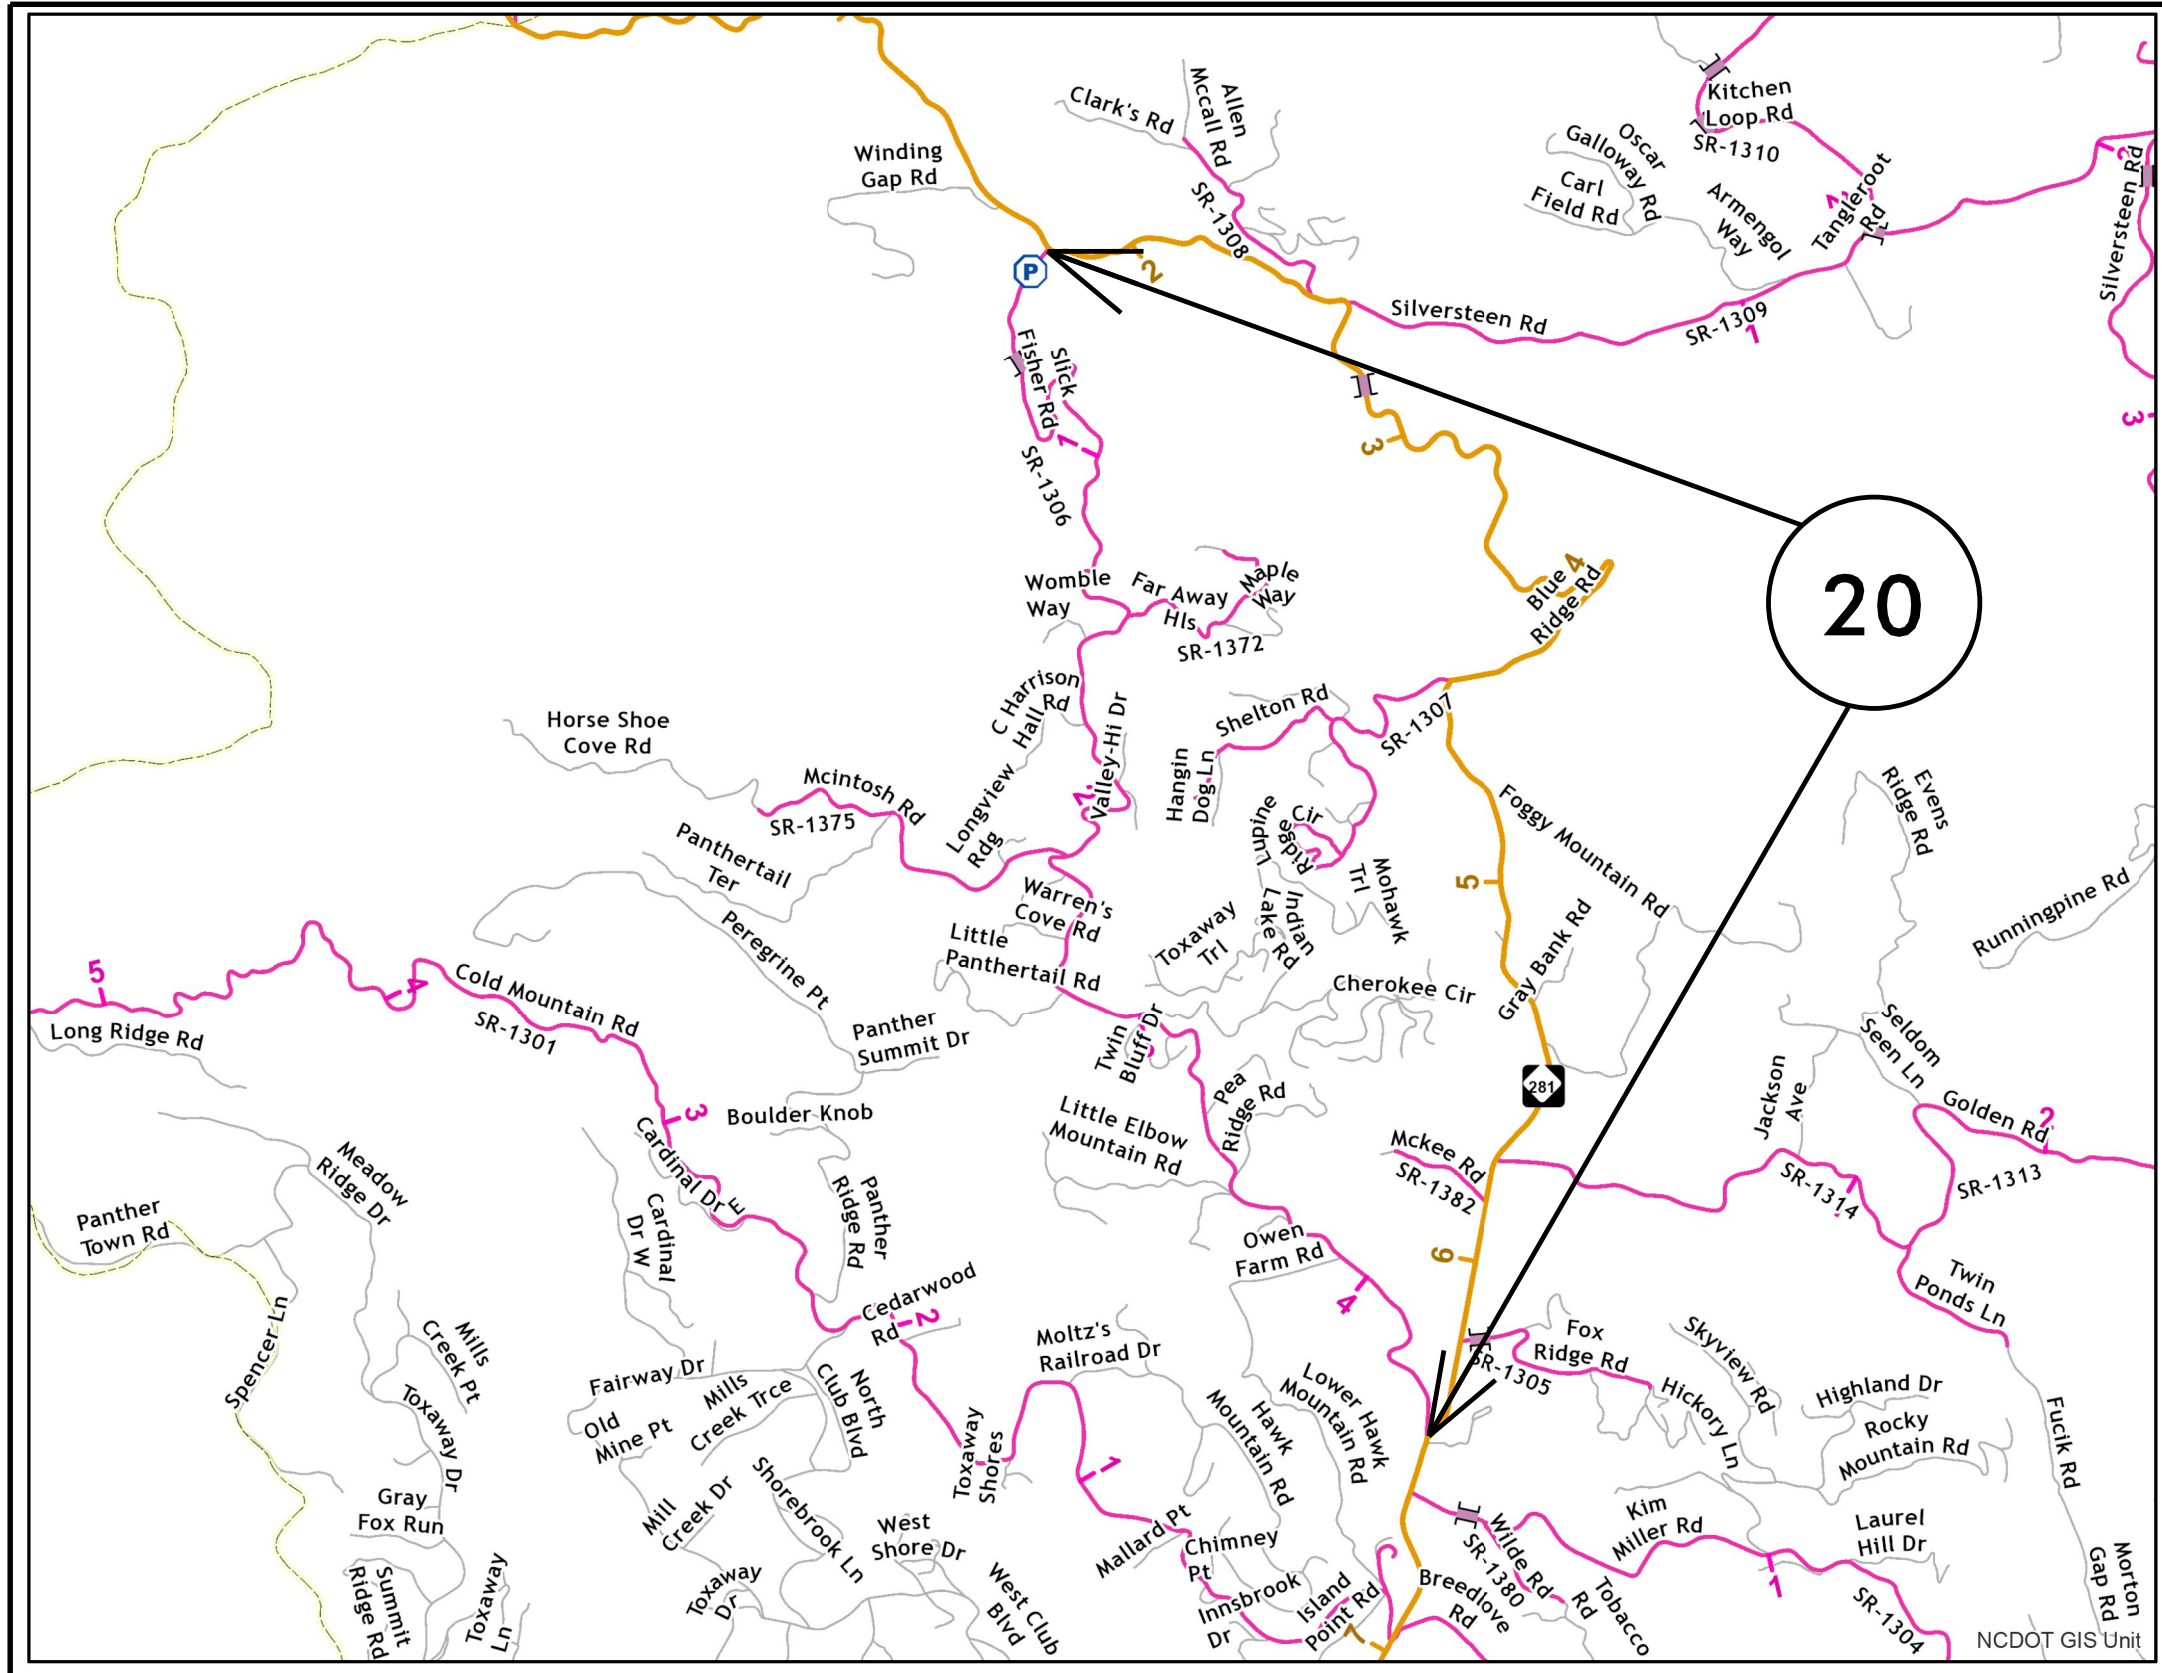 Kitchen
Loop Rd
SR-1310
Clark's Rd
Allen
Mccall Rd
Winding
Gap Rd
Oscar
Galloway Rd
Carl
Field Rd
Armengol
Way
Tangleroot
Rd
2
2
Silversteen Rd
SR-1308
P
2
Silversteen Rd
SR-1309
1
Slick
Fisher Rd
1
SR-1306
3
3
20
Womble
Way
Far Away
Hls
Maple
Way
SR-1372
4
Blue
Ridge Rd
C Harrison
Hall Rd
Valley-Hi Dr
Shelton Rd
SR-1307
Horse Shoe
Cove Rd
Mcintosh Rd
SR-1375
Longview
Rdg
2
Hangin
Dog Ln
Lupine
Ridge
Cir
Foggy Mountain Rd
Evens
Ridge Rd
Panthertail
Ter
Warren's
Cove Rd
Mohawk
Trl
5
Runningpine Rd
Peregrine Pt
Little
Panthertail Rd
Toxaway
Trl
Indian
Lake Rd
Gray Bank Rd
5
4
Cold Mountain Rd
SR-1301
Long Ridge Rd
Cherokee Cir
Panther
Summit Dr
Twin
Bluff Dr
Seldom
Seen Ln
281
3
Boulder Knob
Pea
Ridge Rd
Little Elbow
Mountain Rd
Jackson
Ave
Golden Rd
2
Mckee Rd
SR-1382
SR-1313
SR-1314
1
Meadow
Ridge Dr
Cardinal Dr E
Cardinal
Dr W
Panther
Ridge Rd
Panther
Town Rd
Owen
Farm Rd
6
4
Twin
Ponds Ln
Spencer Ln
Mills
Creek Pt
Cedarwood
Rd
2
Moltz's
Railroad Dr
Fox
Ridge Rd
SR-1305
Skyview Rd
Hickory Ln
Highland Dr
Rocky
Mountain Rd
Fucik Rd
Fairway Dr
Mills
Creek Trce
Old
Mine Pt
North
Club Blvd
Toxaway
Shores
Toxaway Dr
1
Hawk
Mountain Rd
Lower Hawk
Mountain Rd
Gray
Fox Run
Mill
Creek Dr
Shorebrook Ln
West
Shore Dr
Mallard Pt
Chimney
Pt
Kim
Miller Rd
Laurel
Hill Dr
Wilde Rd
SR-1380
1
Summit
Ridge Rd
Toxaway
Ln
Toxaway
Dr
West Club
Blvd
Innsbrook
Dr
Island
Point Rd
7
Breedlove
Rd
Tobacco
Rd
SR-1304
Morton
Gap Rd
NCDOT GIS Unit